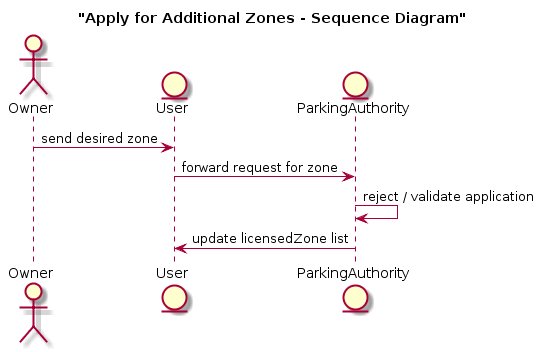 "Apply for Additional Zones - Sequence Diagram"
Owner
User
ParkingAuthority
send desired zone
forward request for zone
reject / validate application
update licensedZone list
Owner
User
ParkingAuthority